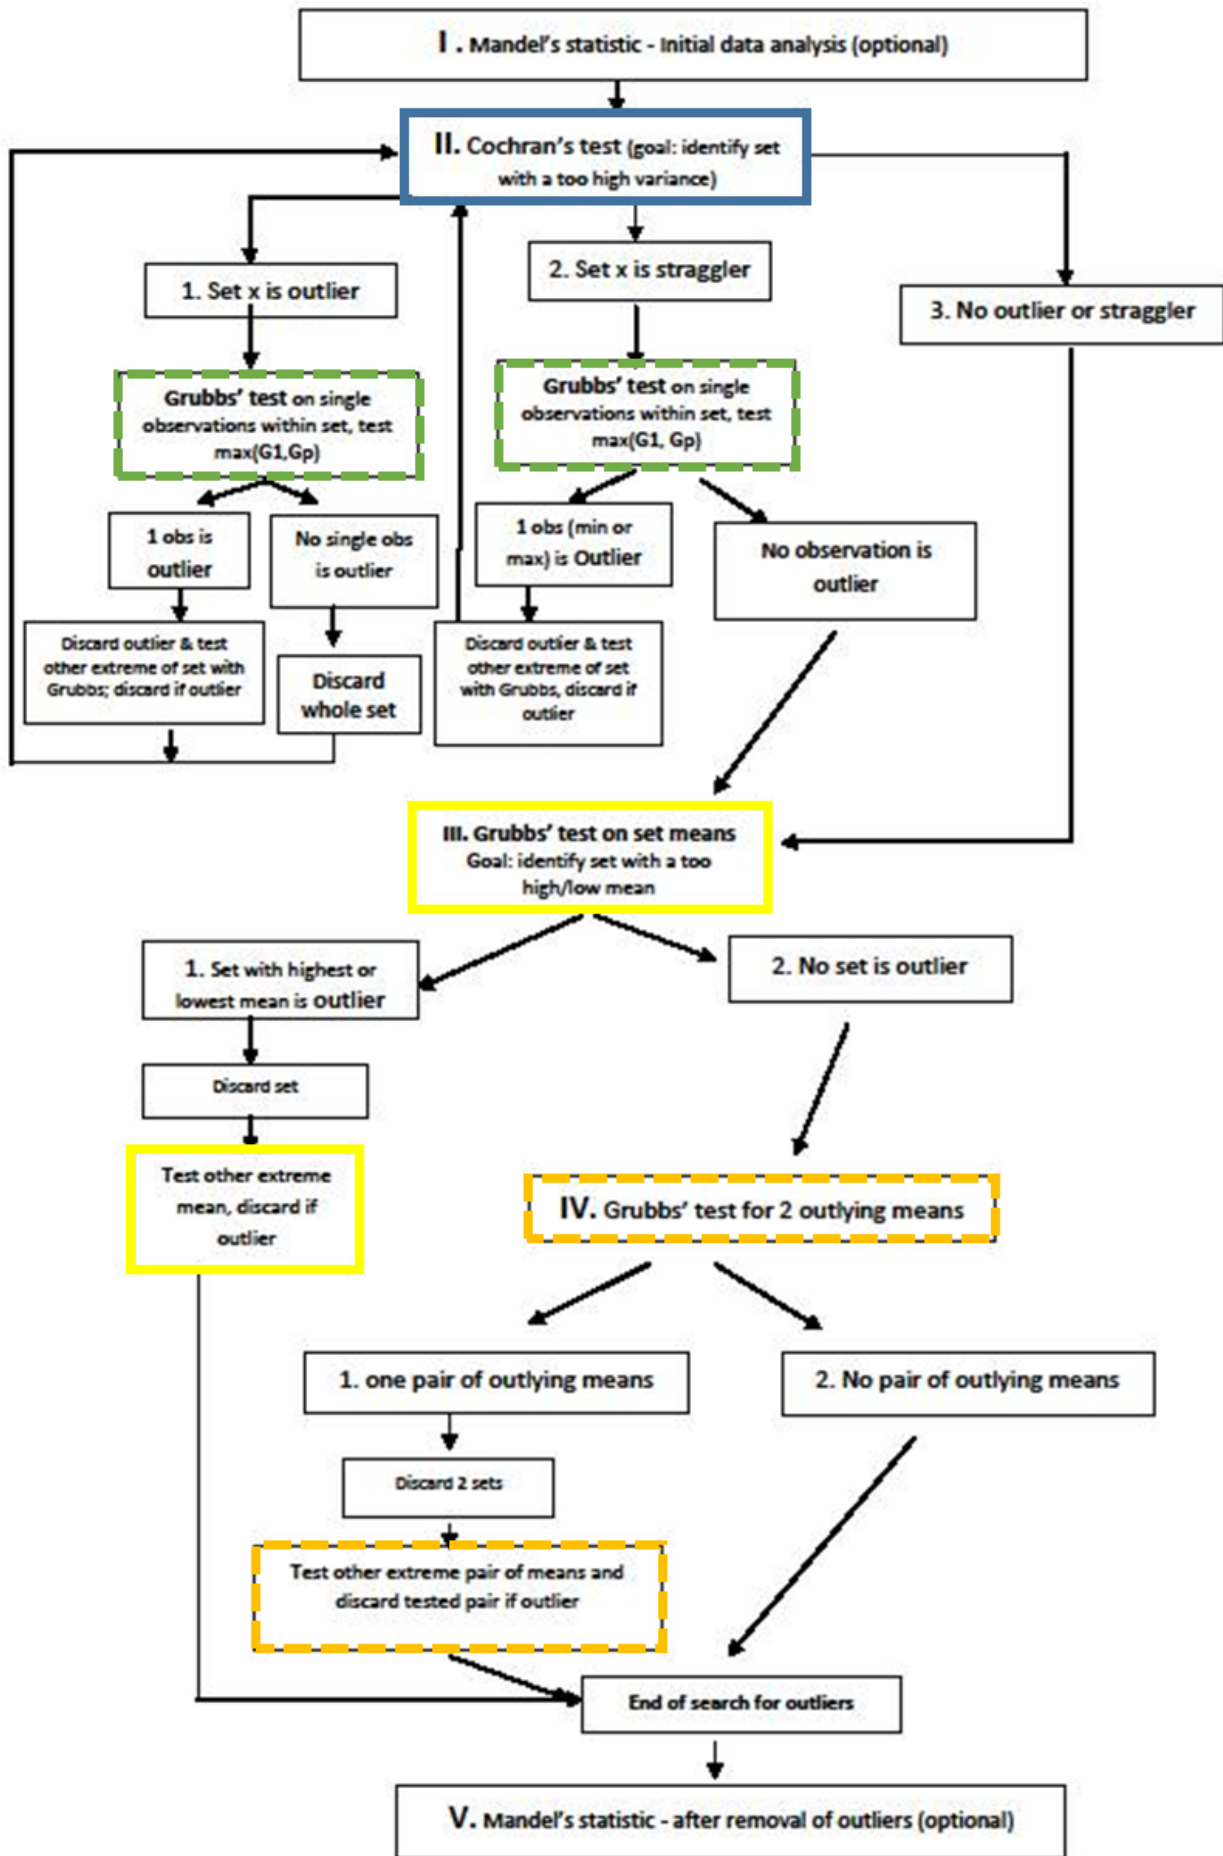 I. Mandel's statistic - Initial data analysis (optional)
II. Cochran's test (goal: identify set
with a too high variance)
1. Set x is outlier
2. Set x is straggler
3. No outlier or straggler
Grubbs' test on single
observations within set, test
max(G1,Gp)
Grubbs' test on single
observations within set, test
max(G1, Gp)
1 obs is
outlier
No single obs
is outlier
1 obs (min or
max) is Outlier
No observation is
outlier
Discard outlier & test
other extreme of set with
Grubbs; discard if outlier
Discard
whole set
Discard outlier & test
other extreme of set
with Grubbs, discard if
outlier
III. Grubbs' test on set means
Goal: identify set with a too
high/low mean
1. Set with highest or
lowest mean is outlier
2. No set is outlier
Discard set
Test other extreme
mean, discard if
outlier
IV. Grubbs' test for 2 outlying means
1. one pair of outlying means
2. No pair of outlying means
Discard 2 sets
Test other extreme pair of means and
discard tested pair if outlier
End of search for outliers
V. Mandel's statistic - after removal of outliers (optional)